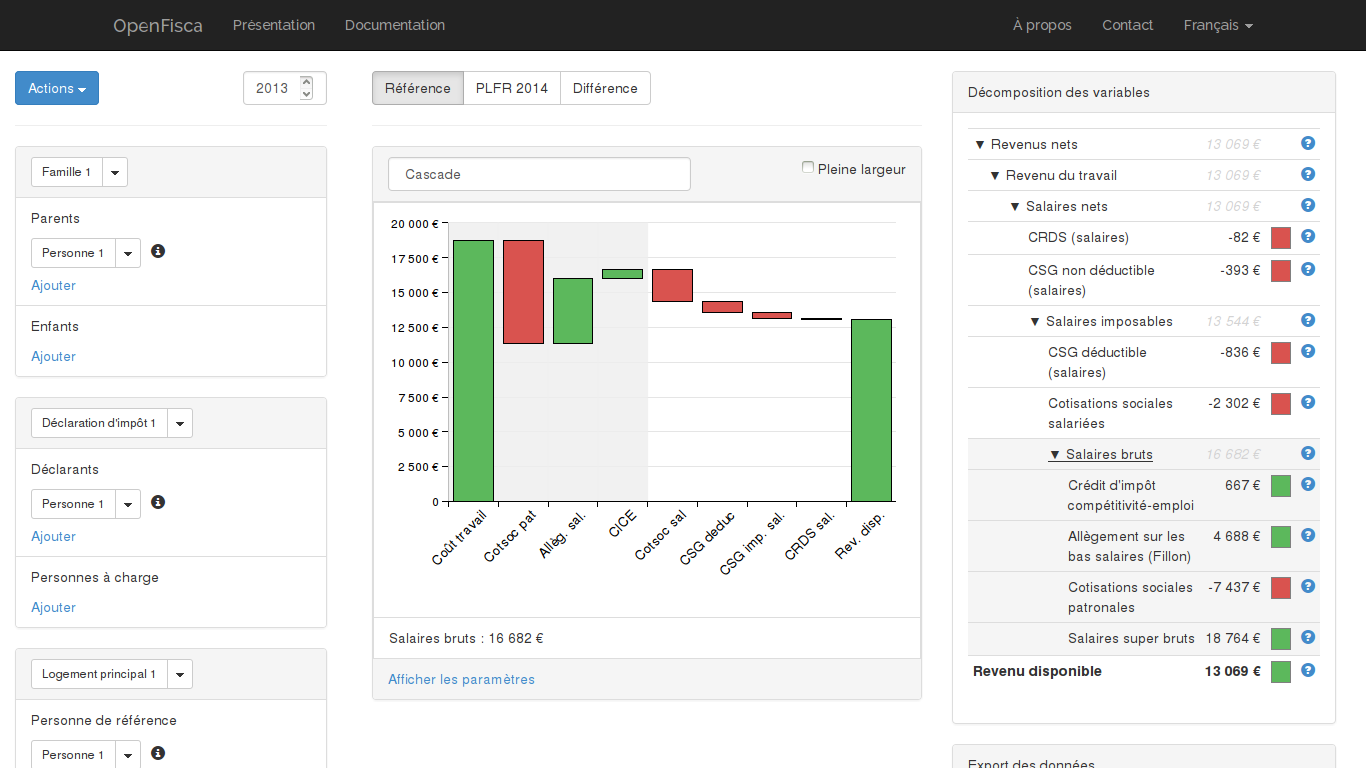 OpenFisca
Présentation
Documentation
À propos
Contact
Français
Actions
2013
Référence
PLFR 2014
Différence
Famille 1
Parents
Personne 1
Ajouter
Enfants
Ajouter
Déclaration d'impôt 1
Déclarants
Personne 1
Ajouter
Personnes à charge
Ajouter
Logement principal 1
Personne de référence
Personne 1
Cascade
Pleine largeur
20 000 €
17 500 €
15 000 €
12 500 €
10 000 €
7 500 €
5 000 €
2 500 €
0
Coût travail
Cotsoc pat
Allèg. sal.
CICE
Cotsoc sal
CSG deduc
CSG imp. sal.
CRDS sal.
Rev. disp.
Salaires bruts : 16 682 €
Afficher les paramètres
Décomposition des variables
▼ Revenus nets 13 069 €
▼ Revenu du travail 13 069 €
▼ Salaires nets 13 069 €
CRDS (salaires) -82 €
CSG non déductible -393 €
(salaires)
▼ Salaires imposables 13 544 €
CSG déductible -836 €
(salaires)
Cotisations sociales -2 302 €
salariées
▼ Salaires bruts 16 682 €
Crédit d'impôt 667 €
compétitivité-emploi
Allègement sur les 4 688 €
bas salaires (Fillon)
Cotisations sociales -7 437 €
patronales
Salaires super bruts 18 764 €
Revenu disponible 13 069 €
Export des données